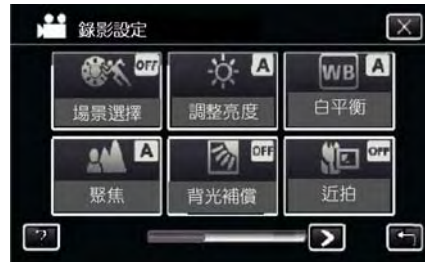 錄影設定
OFF A WB A
場景選擇 調整亮度 白平衡
A OFF OFF
聚焦 背光補償 近拍
?